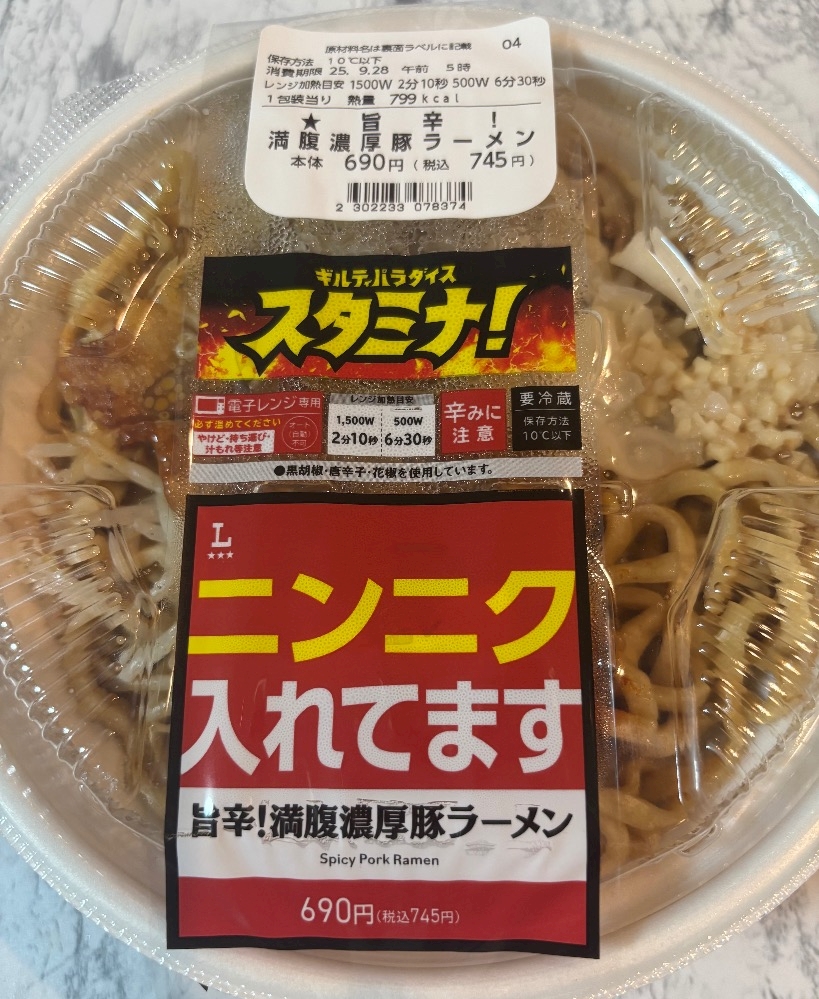 原材料名は裏面ラベルに記載 04
保存方法 10℃以下
消費期限 25. 9.28 午前 5時
レンジ加熱目安 1500W 2分10秒 500W 6分30秒
1包装当り 熱量 799kcal
★旨辛!
満腹濃厚豚ラーメン
本体 690円(税込 745円)
2 302233 078374
ギルティパラダイス
スタミナ!
電子レンジ専用
必ず温めてください
やけど・持ち運び・
汁もれ等注意
オート
自動
不可
レンジ加熱目安
1,500W 500W
2分10秒 6分30秒
辛みに
注意
要冷蔵
保存方法
10℃以下
●黒胡椒・唐辛子・花椒を使用しています。
L
★★★
ニンニク
入れてます
旨辛!満腹濃厚豚ラーメン
Spicy Pork Ramen
690円(税込745円)